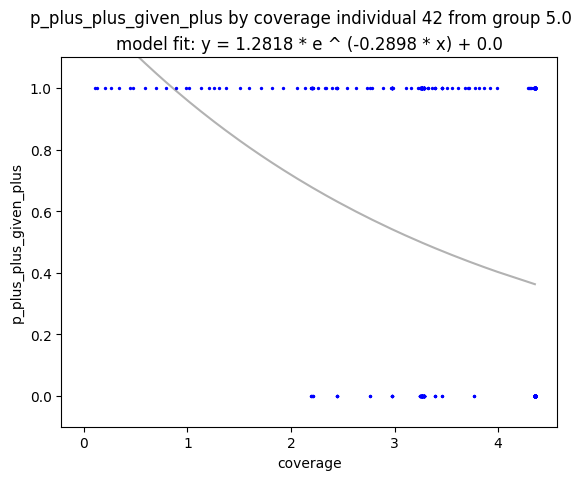 p_plus_plus_given_plus by coverage individual 42 from group 5.0
model fit: y = 1.2818 * e ^ (-0.2898 * x) + 0.0
p_plus_plus_given_plus
1.0
0.8
0.6
0.4
0.2
0.0
0 1 2 3 4
coverage